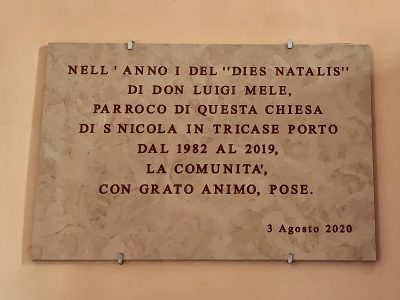 NELL' ANNO I DEL "DIES NATALIS"
DI DON LUIGI MELE,
PARROCO DI QUESTA CHIESA
DI S NICOLA IN TRICASE PORTO
DAL 1982 AL 2019,
LA COMUNITA',
CON GRATO ANIMO, POSE.
3 Agosto 2020